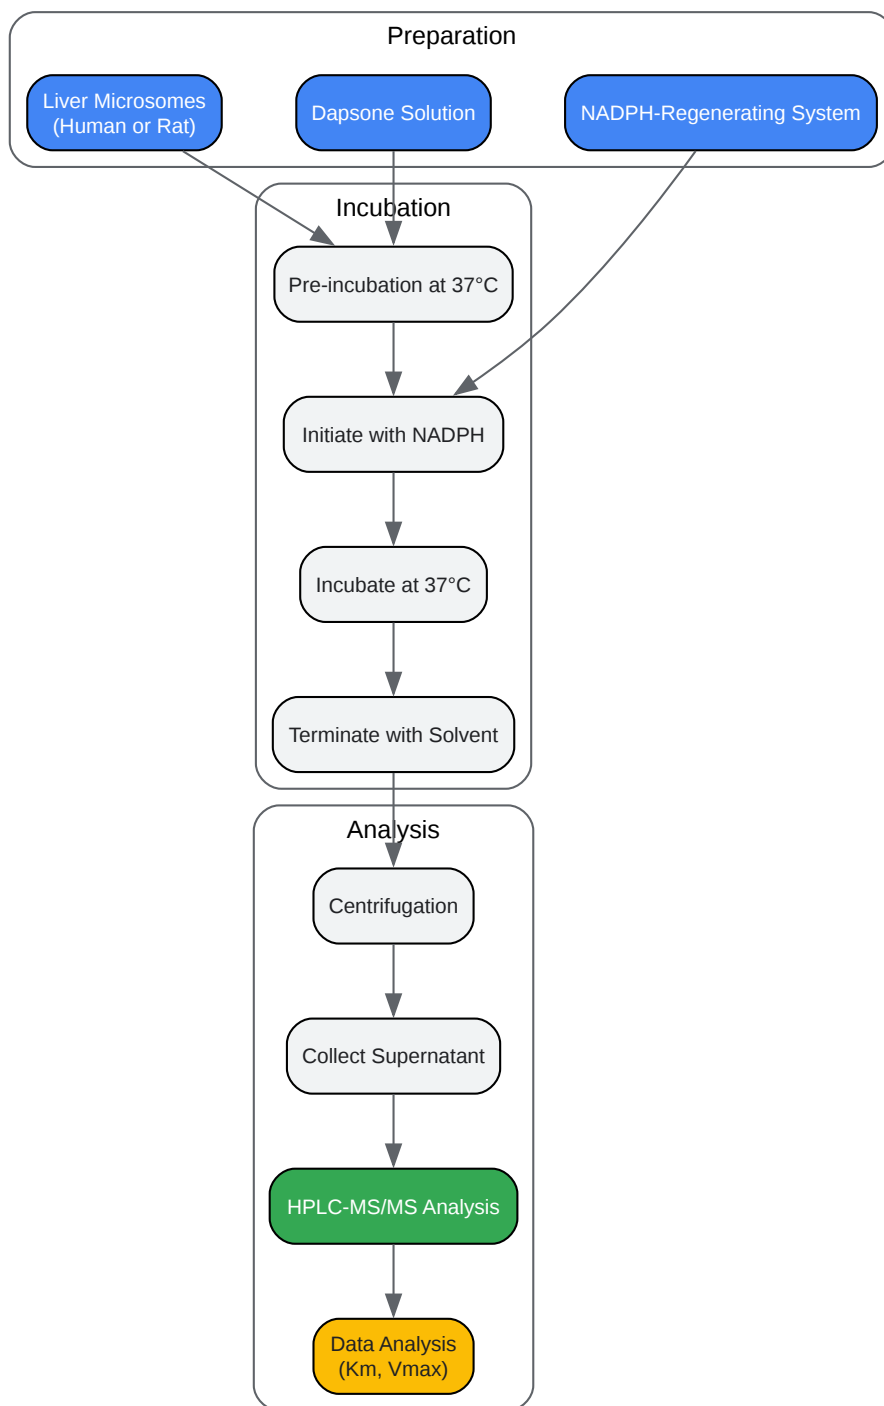 Preparation
Liver Microsomes
(Human or Rat)
Dapsone Solution
NADPH-Regenerating System
Incubation
Pre-incubation at 37°C
Initiate with NADPH
Incubate at 37°C
Terminate with Solvent
Analysis
Centrifugation
Collect Supernatant
HPLC-MS/MS Analysis
Data Analysis
(Km, Vmax)